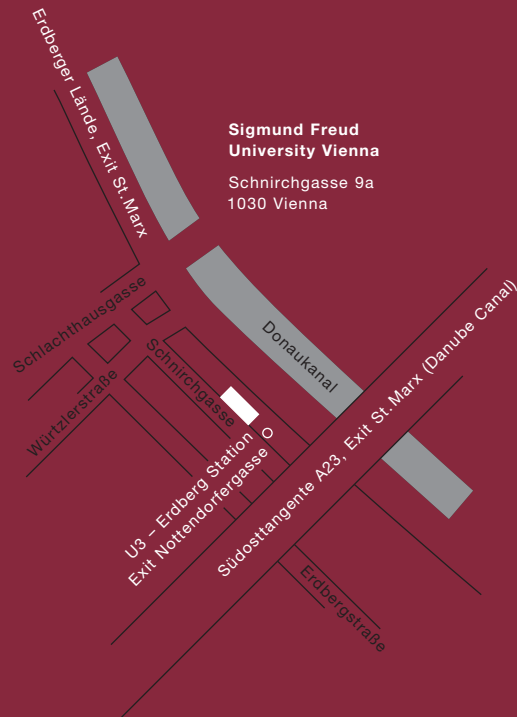 Erdberger Lände, Exit St. Marx
Sigmund Freud
University Vienna
Schnirchgasse 9a
1030 Vienna
Schlachthausgasse
Würtzlerstraße
Schnirchgasse
Donaukanal
U3 – Erdberg Station
Exit Nottendorfergasse
Südosttangente A23, Exit St. Marx (Danube Canal)
Erdbergstraße